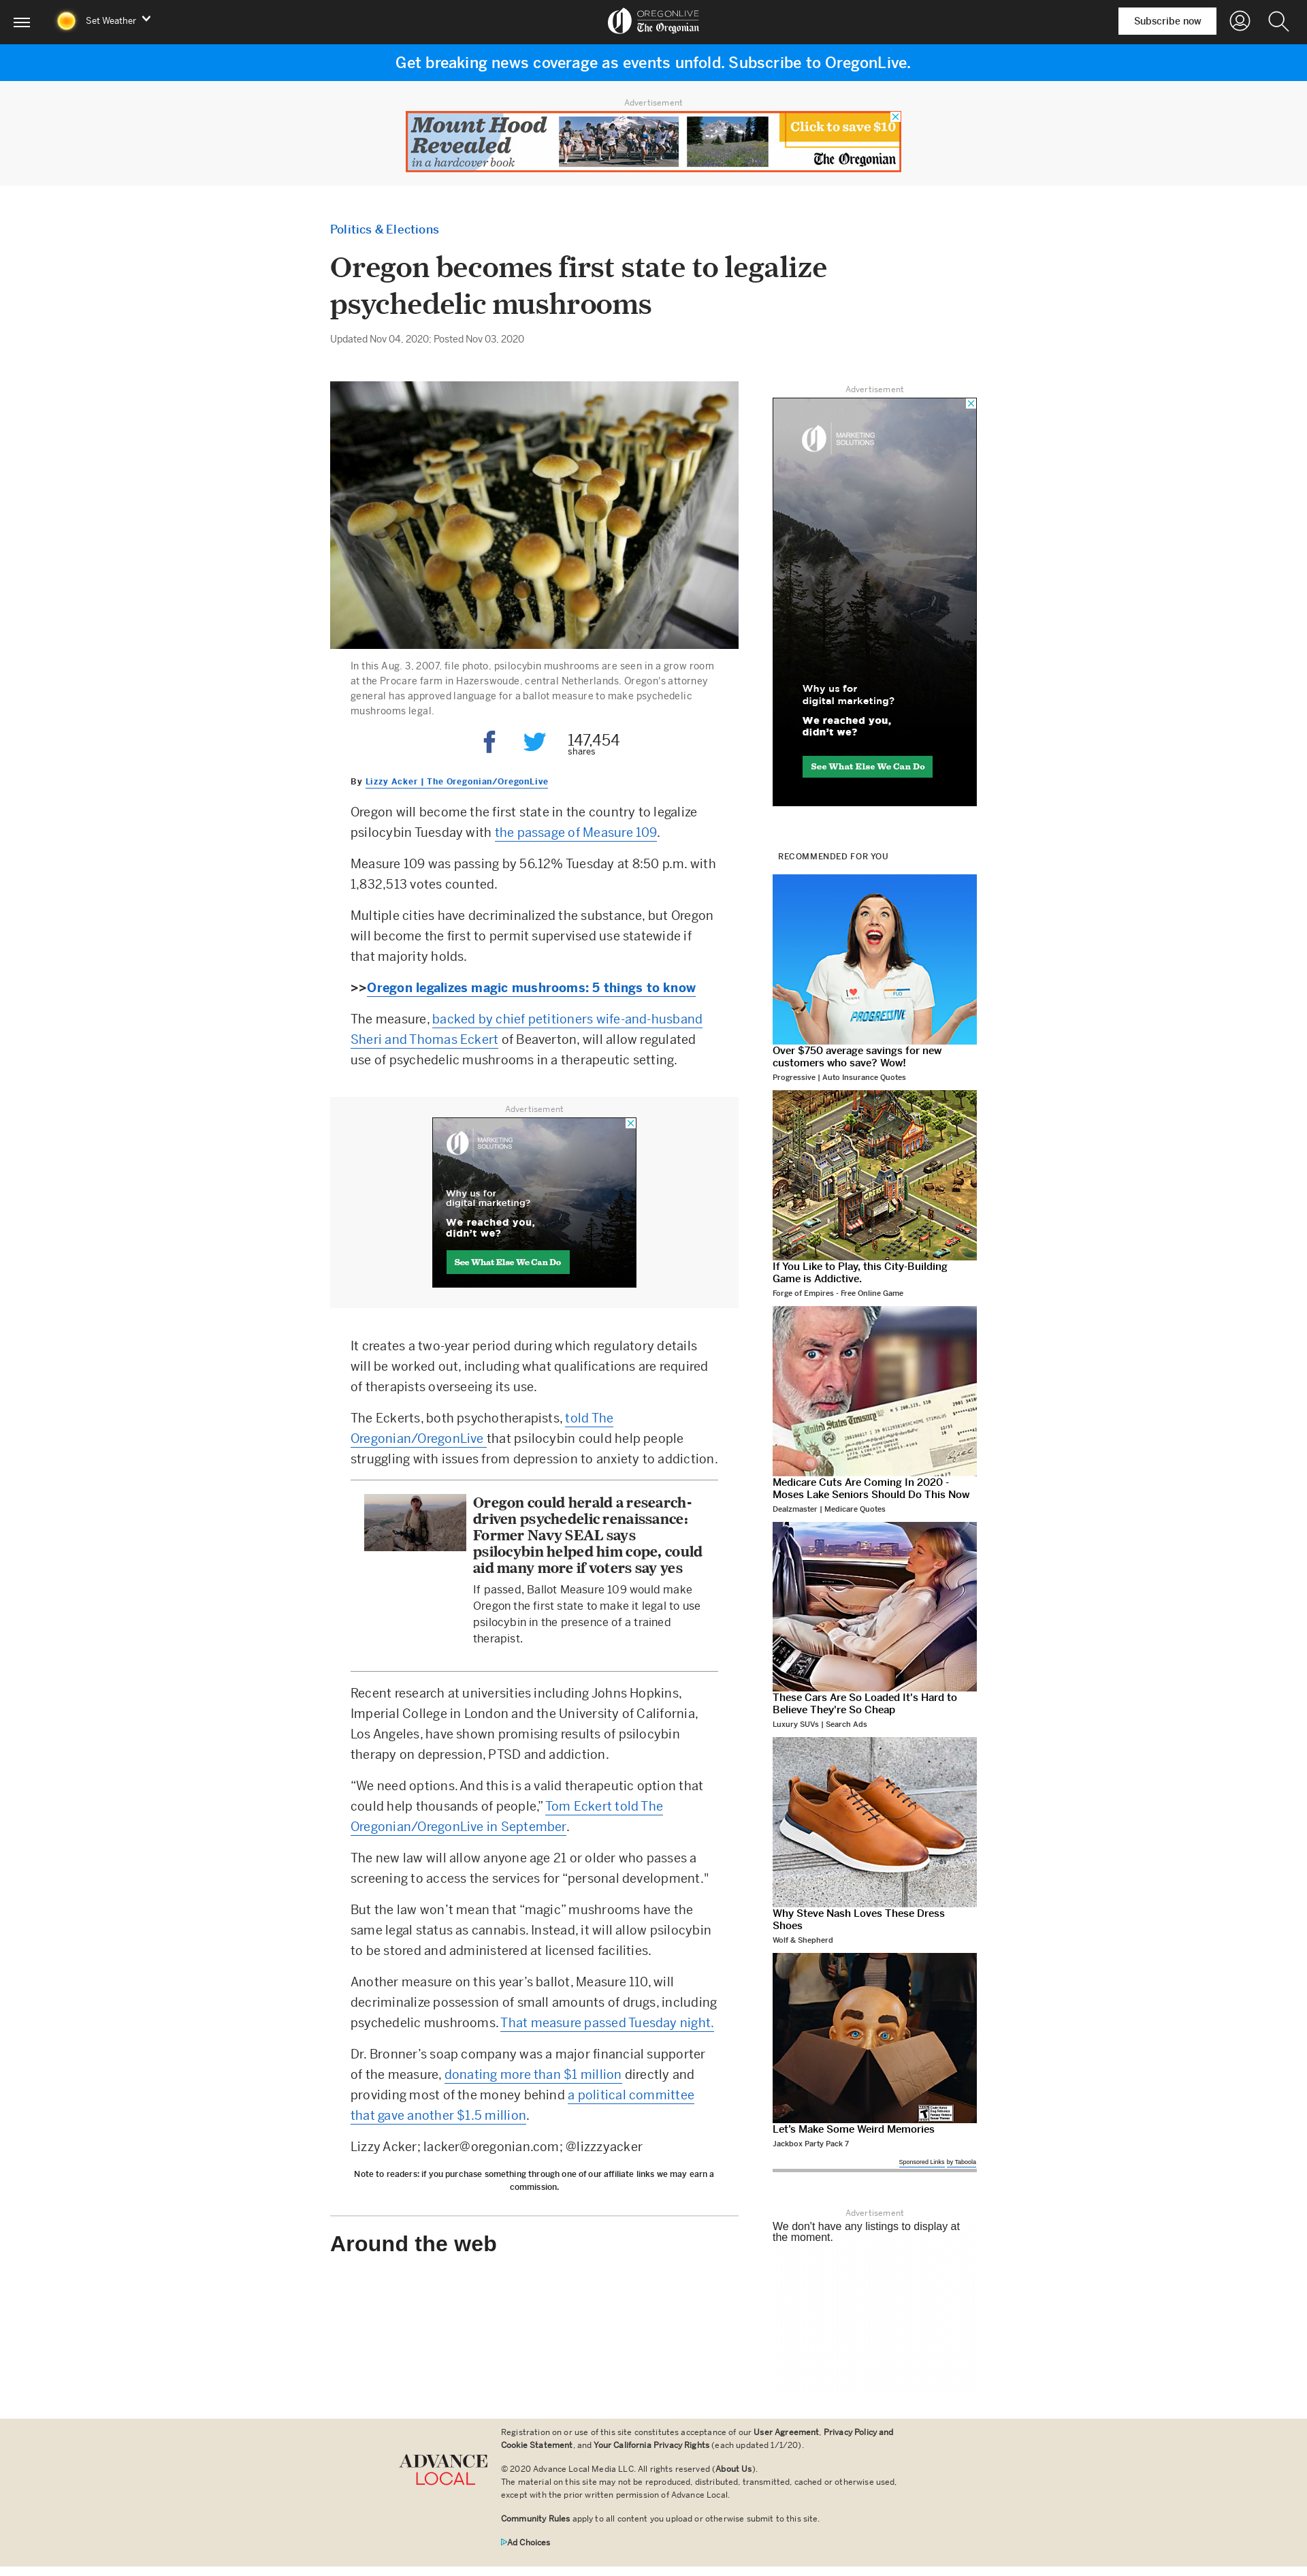 Set Weather
OREGONLIVE
The Oregonian
Subscribe now
Get breaking news coverage as events unfold. Subscribe to OregonLive.
Advertisement
Mount Hood
Revealed
in a hardcover book
Click to save $10
The Oregonian
Politics & Elections
Oregon becomes first state to legalize
psychedelic mushrooms
Updated Nov 04, 2020; Posted Nov 03, 2020
In this Aug. 3, 2007, file photo, psilocybin mushrooms are seen in a grow room
at the Procare farm in Hazerswoude, central Netherlands. Oregon's attorney
general has approved language for a ballot measure to make psychedelic
mushrooms legal.
147,454
shares
By Lizzy Acker | The Oregonian/OregonLive
Oregon will become the first state in the country to legalize
psilocybin Tuesday with the passage of Measure 109.
Measure 109 was passing by 56.12% Tuesday at 8:50 p.m. with
1,832,513 votes counted.
Multiple cities have decriminalized the substance, but Oregon
will become the first to permit supervised use statewide if
that majority holds.
>>Oregon legalizes magic mushrooms: 5 things to know
The measure, backed by chief petitioners wife-and-husband
Sheri and Thomas Eckert of Beaverton, will allow regulated
use of psychedelic mushrooms in a therapeutic setting.
Advertisement
MARKETING
SOLUTIONS
Why us for
digital marketing?
We reached you,
didn't we?
See What Else We Can Do
It creates a two-year period during which regulatory details
will be worked out, including what qualifications are required
of therapists overseeing its use.
The Eckerts, both psychotherapists, told The
Oregonian/OregonLive that psilocybin could help people
struggling with issues from depression to anxiety to addiction.
Oregon could herald a research-
driven psychedelic renaissance:
Former Navy SEAL says
psilocybin helped him cope, could
aid many more if voters say yes
If passed, Ballot Measure 109 would make
Oregon the first state to make it legal to use
psilocybin in the presence of a trained
therapist.
Recent research at universities including Johns Hopkins,
Imperial College in London and the University of California,
Los Angeles, have shown promising results of psilocybin
therapy on depression, PTSD and addiction.
“We need options. And this is a valid therapeutic option that
could help thousands of people,” Tom Eckert told The
Oregonian/OregonLive in September.
The new law will allow anyone age 21 or older who passes a
screening to access the services for “personal development."
But the law won’t mean that “magic” mushrooms have the
same legal status as cannabis. Instead, it will allow psilocybin
to be stored and administered at licensed facilities.
Another measure on this year’s ballot, Measure 110, will
decriminalize possession of small amounts of drugs, including
psychedelic mushrooms. That measure passed Tuesday night.
Dr. Bronner’s soap company was a major financial supporter
of the measure, donating more than $1 million directly and
providing most of the money behind a political committee
that gave another $1.5 million.
Lizzy Acker; lacker@oregonian.com; @lizzzyacker
Note to readers: if you purchase something through one of our affiliate links we may earn a
commission.
Around the web
Advertisement
MARKETING
SOLUTIONS
Why us for
digital marketing?
We reached you,
didn't we?
See What Else We Can Do
RECOMMENDED FOR YOU
FLO
PROGRESSIVE
Over $750 average savings for new
customers who save? Wow!
Progressive | Auto Insurance Quotes
If You Like to Play, this City-Building
Game is Addictive.
Forge of Empires - Free Online Game
United States Treasury
Medicare Cuts Are Coming In 2020 -
Moses Lake Seniors Should Do This Now
Dealzmaster | Medicare Quotes
These Cars Are So Loaded It's Hard to
Believe They're So Cheap
Luxury SUVs | Search Ads
Why Steve Nash Loves These Dress
Shoes
Wolf & Shepherd
Let’s Make Some Weird Memories
Jackbox Party Pack 7
Sponsored Links by Taboola
Advertisement
We don't have any listings to display at
the moment.
ADVANCE
LOCAL
Registration on or use of this site constitutes acceptance of our User Agreement, Privacy Policy and
Cookie Statement, and Your California Privacy Rights (each updated 1/1/20).
© 2020 Advance Local Media LLC. All rights reserved (About Us).
The material on this site may not be reproduced, distributed, transmitted, cached or otherwise used,
except with the prior written permission of Advance Local.
Community Rules apply to all content you upload or otherwise submit to this site.
Ad Choices